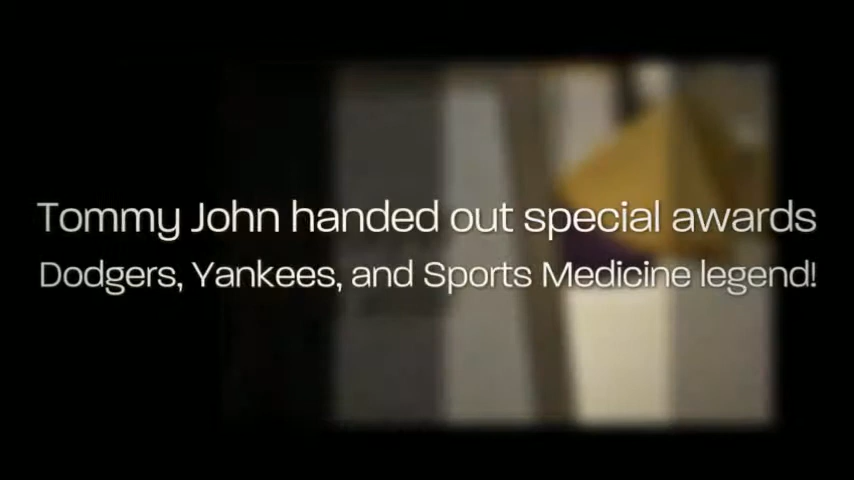 Tommy John handed out special awards
Dodgers, Yankees, and Sports Medicine legend!